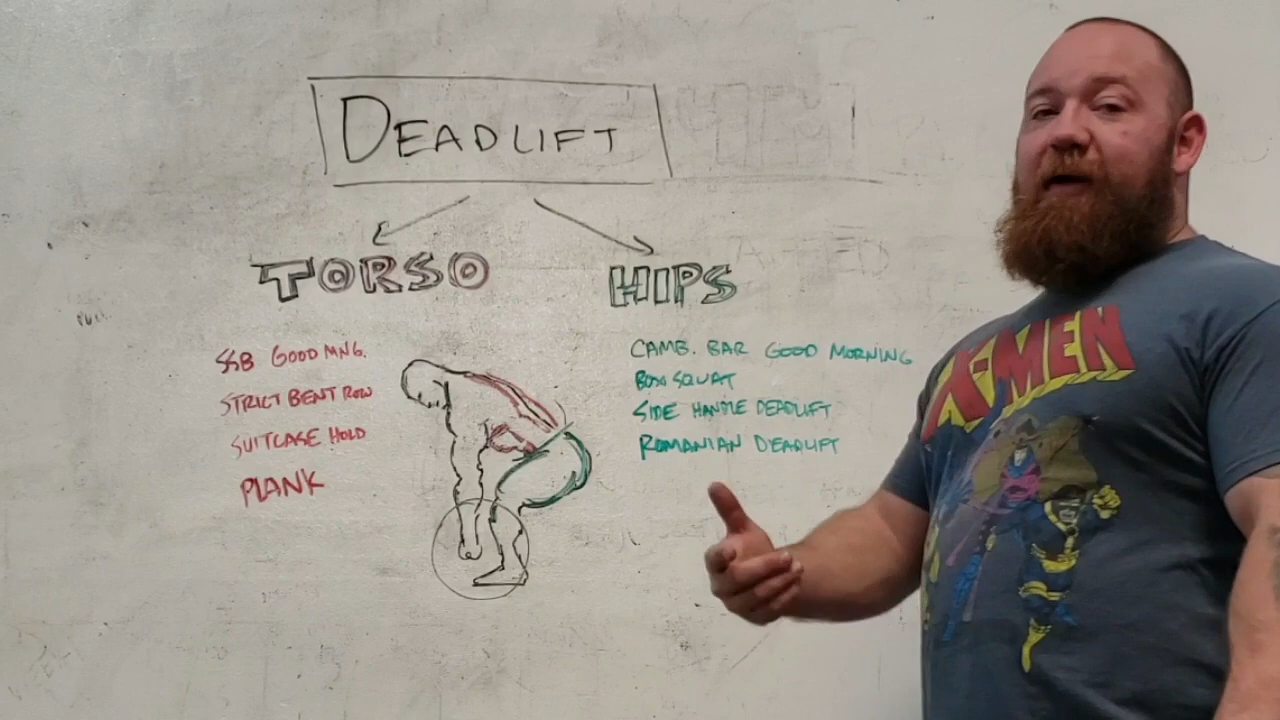 DEADLIFT
TORSO
HIPS
SSB GOOD MNG.
STRICT BENT ROW
SUITCASE HOLD
PLANK
CAMB. BAR GOOD MORNING
BOX SQUAT
SIDE HANDLE DEADLIFT
ROMANIAN DEADLIFT
X-MEN